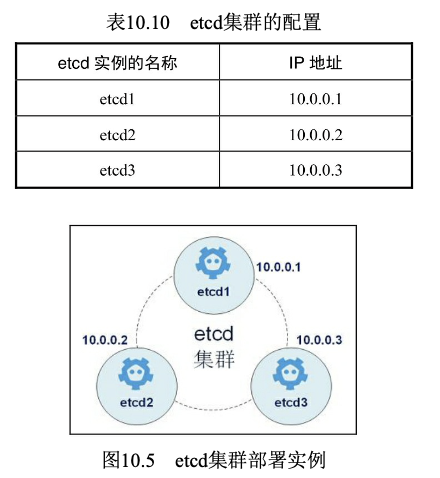 表10.10 etcd集群的配置
etcd 实例的名称 IP 地址
etcd1 10.0.0.1
etcd2 10.0.0.2
etcd3 10.0.0.3
10.0.0.1
etcd1
10.0.0.2 etcd 10.0.0.3
集群
etcd2 etcd3
图10.5 etcd集群部署实例